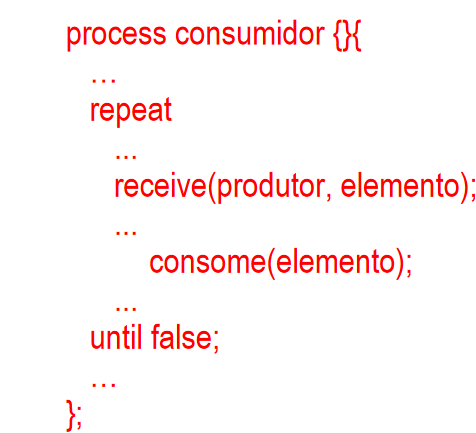 process consumidor {}{
...
repeat
...
receive(produtor, elemento);
...
consome(elemento);
...
until false;
...
};